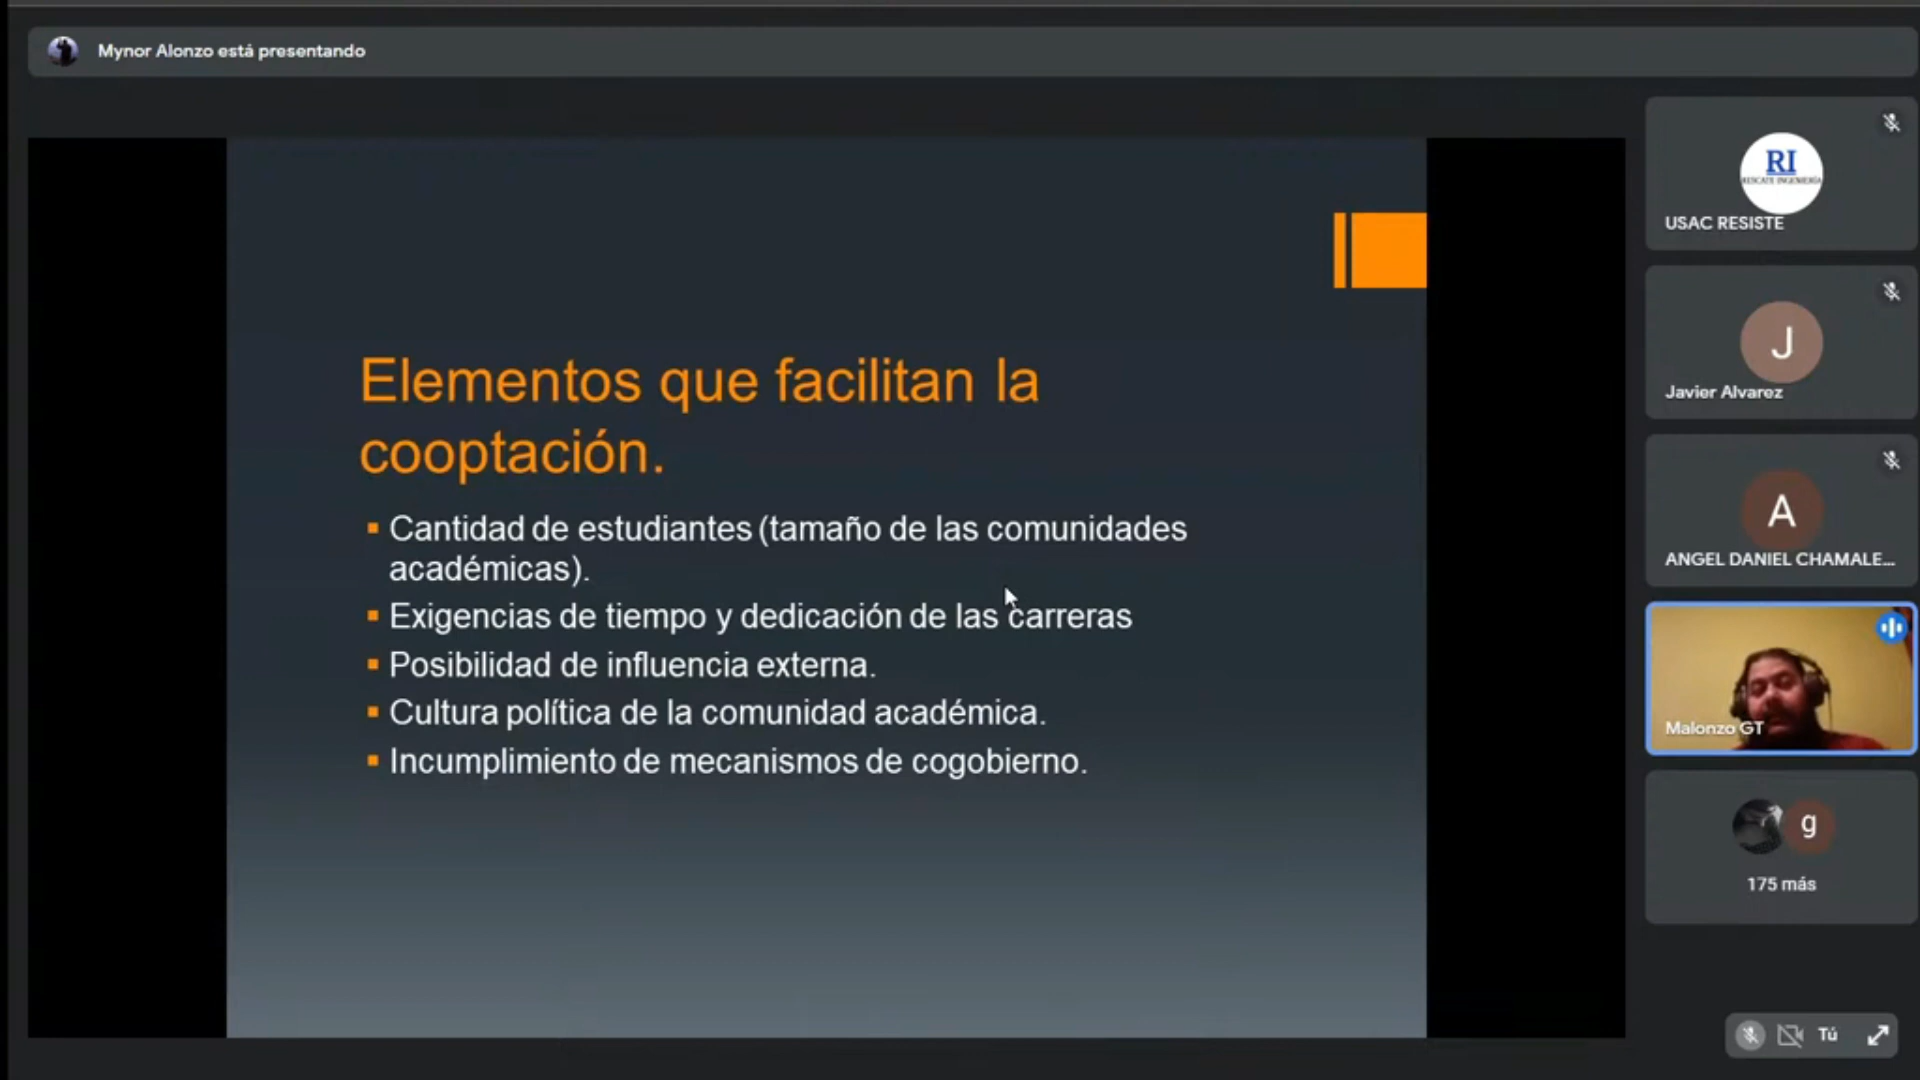 Mynor Alonzo está presentando
Elementos que facilitan la
cooptación.
Cantidad de estudiantes (tamaño de las comunidades
académicas).
Exigencias de tiempo y dedicación de las carreras
Posibilidad de influencia externa.
Cultura política de la comunidad académica.
Incumplimiento de mecanismos de cogobierno.
RI
RESCATE INGENIERÍA
USAC RESISTE
J
Javier Alvarez
A
ANGEL DANIEL CHAMALE...
Malonzo GT
g
175 más
Tú